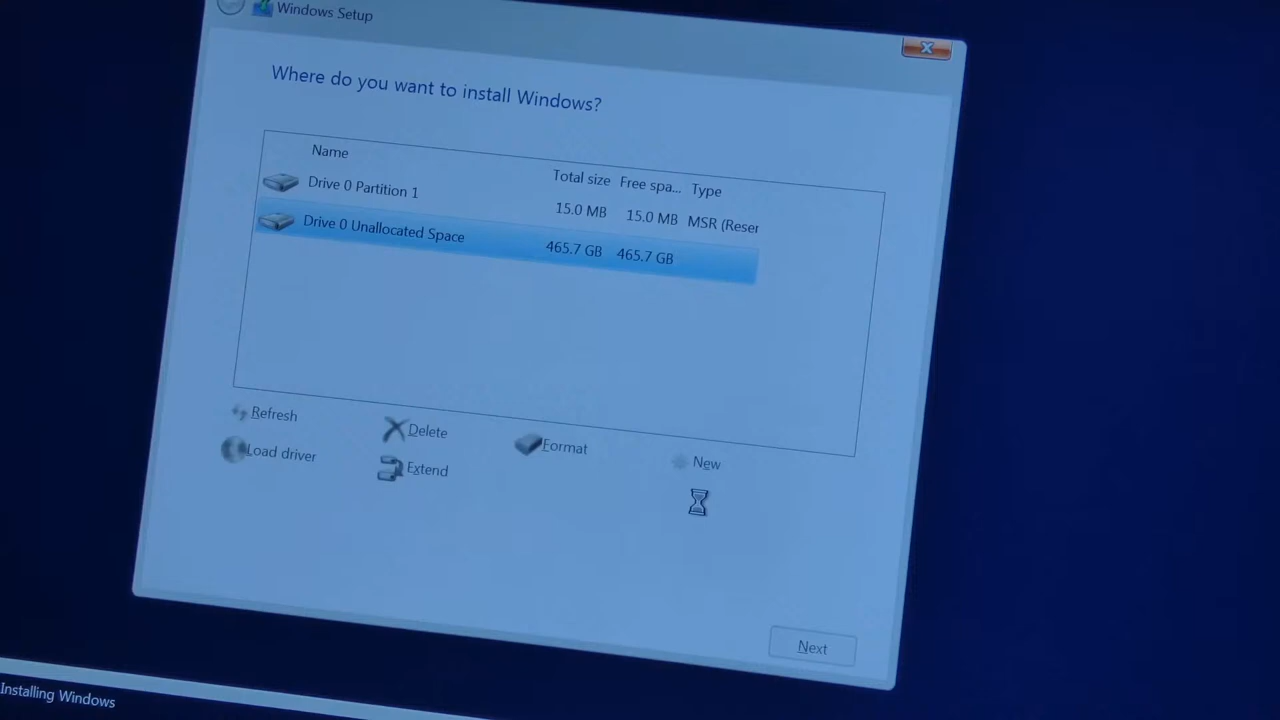 Windows Setup
Where do you want to install Windows?
Name Total size Free spa... Type
Drive 0 Partition 1 15.0 MB 15.0 MB MSR (Reser
Drive 0 Unallocated Space 465.7 GB 465.7 GB
Refresh Delete Format New
Load driver Extend
Next
Installing Windows